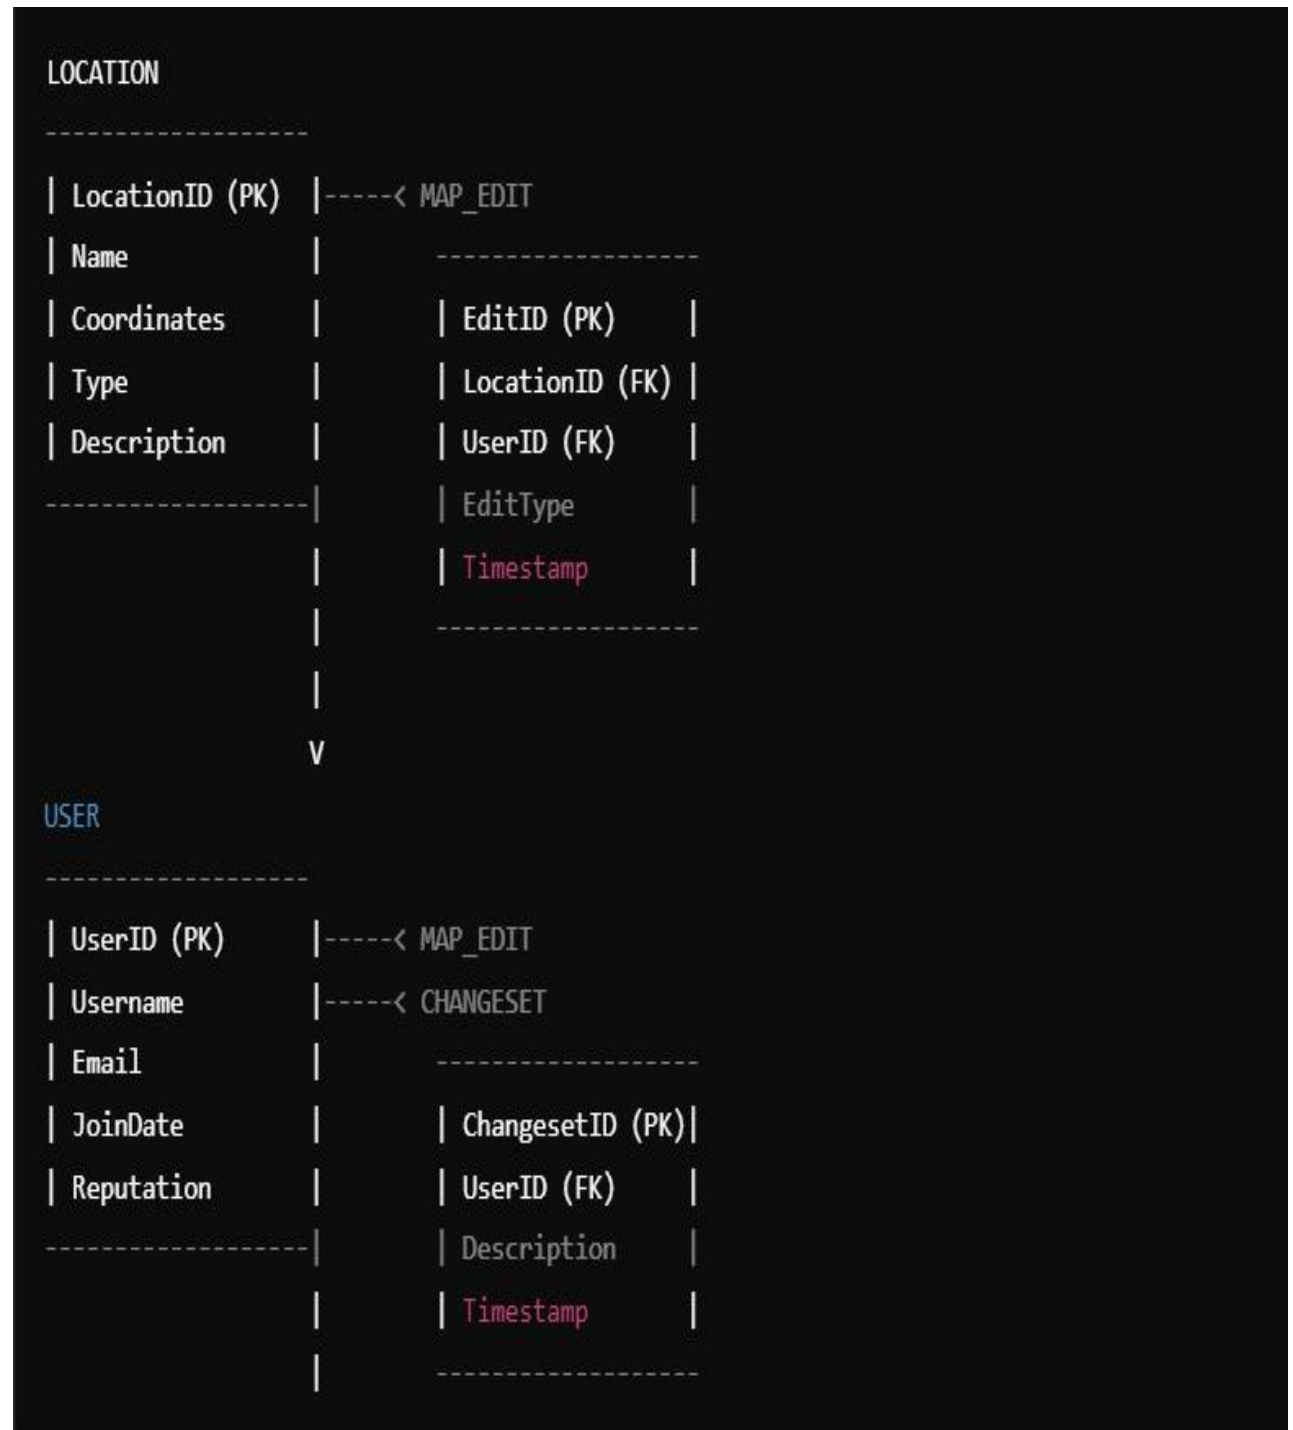 LOCATION
-------------------
| LocationID (PK)  |-----< MAP_EDIT
| Name             |        -------------------
| Coordinates      |        | EditID (PK)     |
| Type             |        | LocationID (FK) |
| Description      |        | UserID (FK)     |
-------------------|        | EditType        |
                   |        | Timestamp       |
                   |        -------------------
                   |
                   V
USER
-------------------
| UserID (PK)      |-----< MAP_EDIT
| Username         |-----< CHANGESET
| Email            |        -------------------
| JoinDate         |        | ChangesetID (PK)|
| Reputation       |        | UserID (FK)     |
-------------------|        | Description     |
                   |        | Timestamp       |
                   |        -------------------